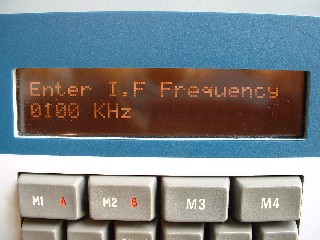 Enter I.F Frequency
0100 KHz
M1 A M2 B M3 M4